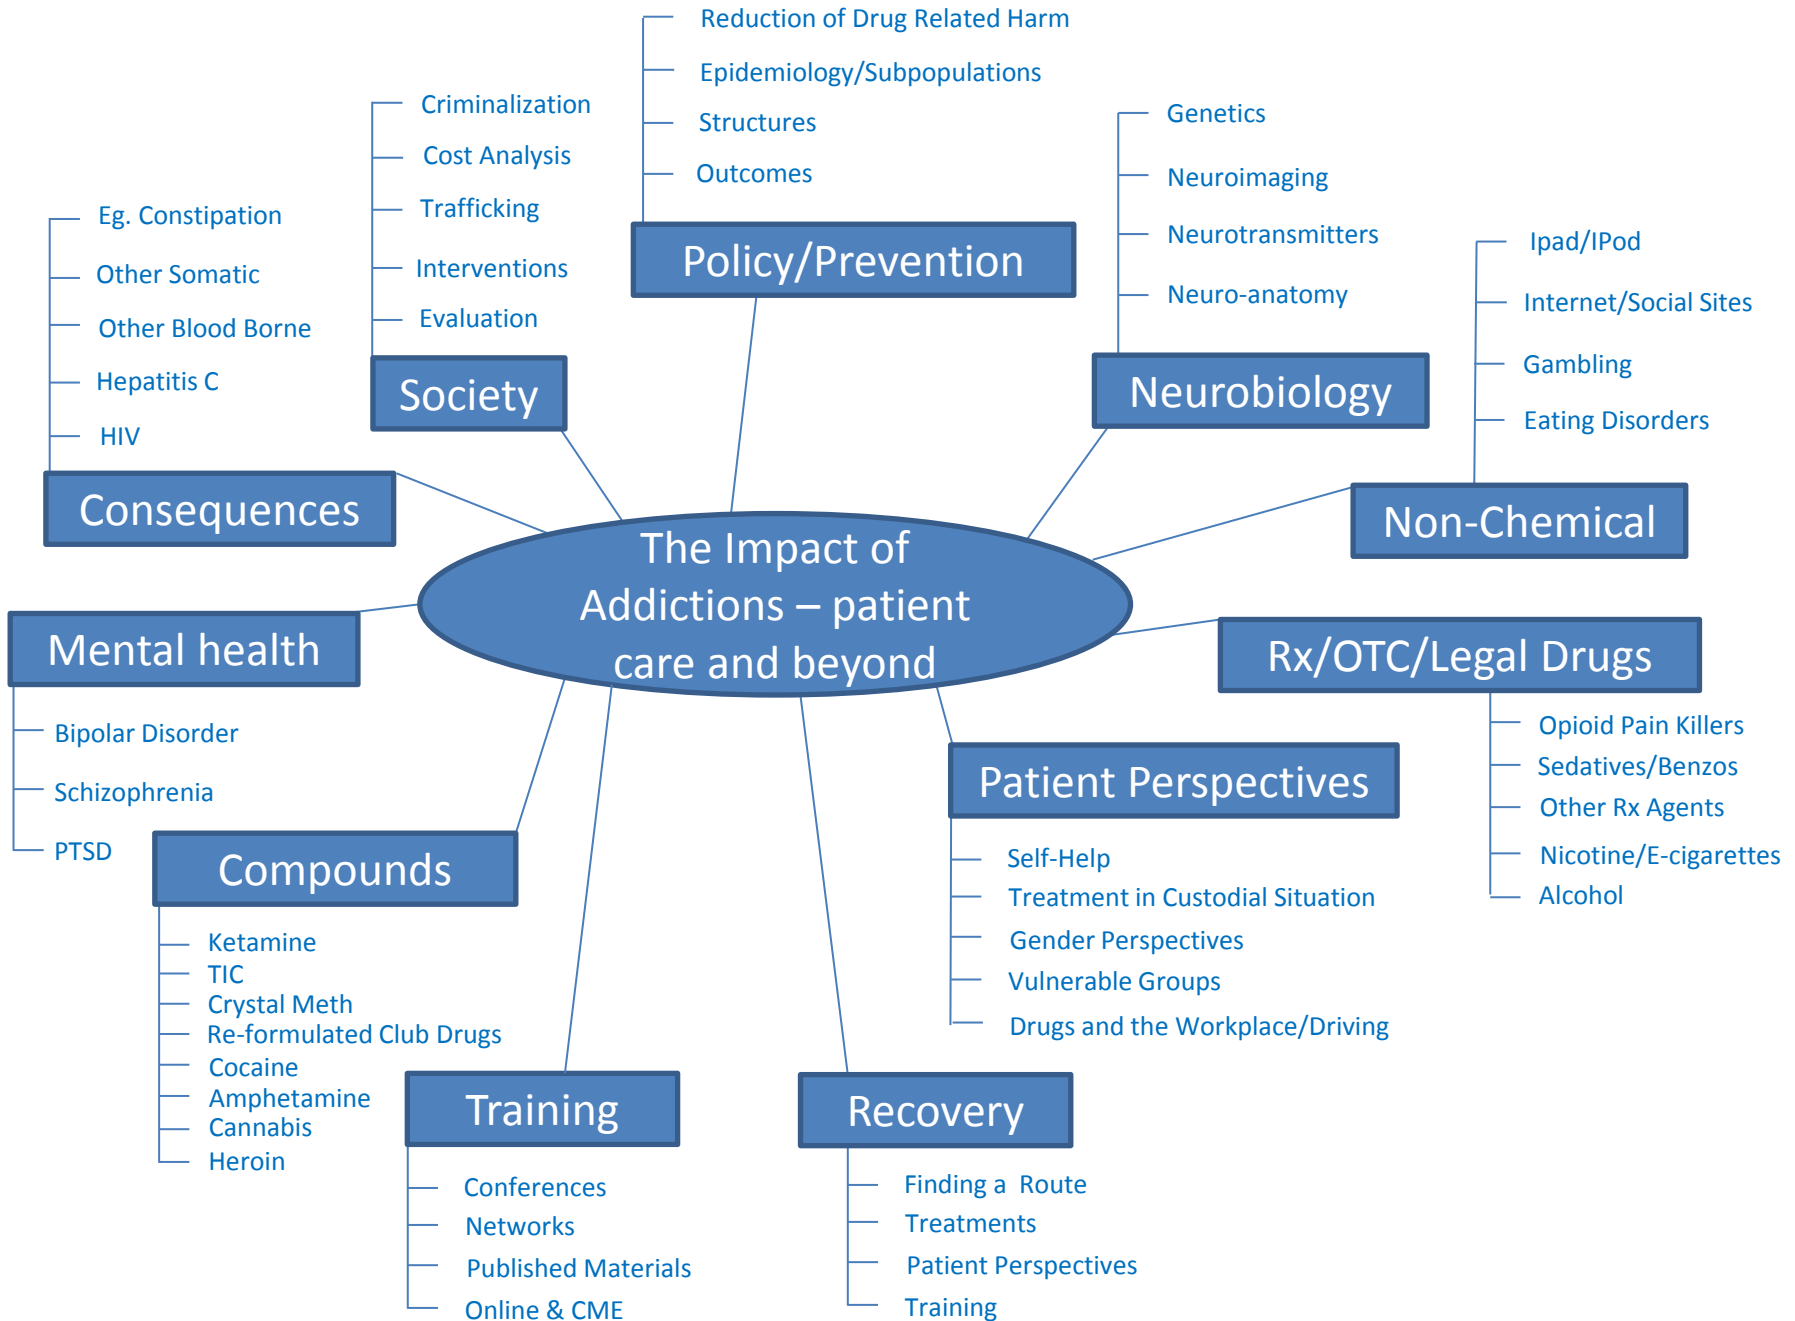 Reduction of Drug Related Harm
Epidemiology/Subpopulations
Structures
Outcomes
Policy/Prevention
Criminalization
Cost Analysis
Trafficking
Interventions
Evaluation
Society
Eg. Constipation
Other Somatic
Other Blood Borne
Hepatitis C
HIV
Consequences
Genetics
Neuroimaging
Neurotransmitters
Neuro-anatomy
Neurobiology
Ipad/IPod
Internet/Social Sites
Gambling
Eating Disorders
Non-Chemical
The Impact of
Addictions – patient
care and beyond
Mental health
Bipolar Disorder
Schizophrenia
PTSD
Rx/OTC/Legal Drugs
Opioid Pain Killers
Sedatives/Benzos
Other Rx Agents
Nicotine/E-cigarettes
Alcohol
Patient Perspectives
Self-Help
Treatment in Custodial Situation
Gender Perspectives
Vulnerable Groups
Drugs and the Workplace/Driving
Compounds
Ketamine
TIC
Crystal Meth
Re-formulated Club Drugs
Cocaine
Amphetamine
Cannabis
Heroin
Training
Conferences
Networks
Published Materials
Online & CME
Recovery
Finding a Route
Treatments
Patient Perspectives
Training